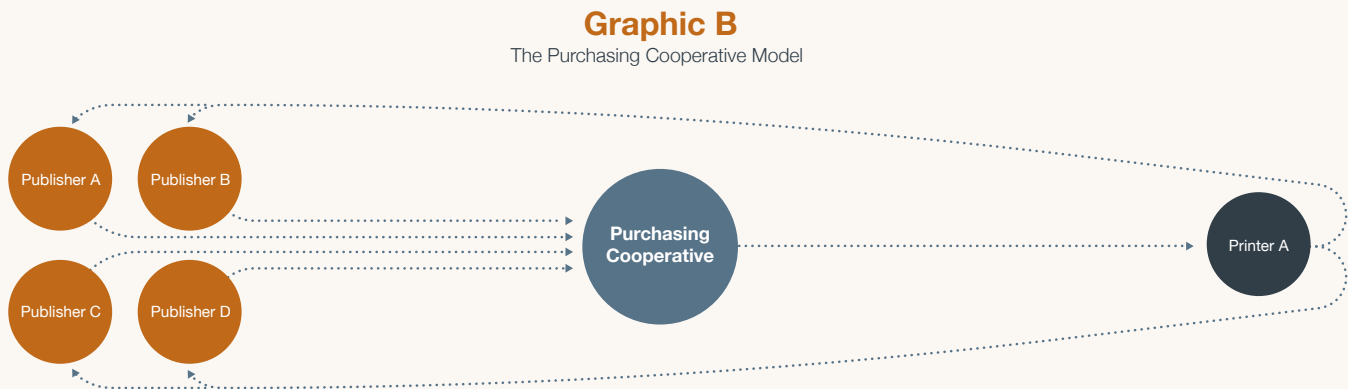 Graphic B
The Purchasing Cooperative Model
Publisher A
Publisher B
Purchasing
Cooperative
Printer A
Publisher C
Publisher D